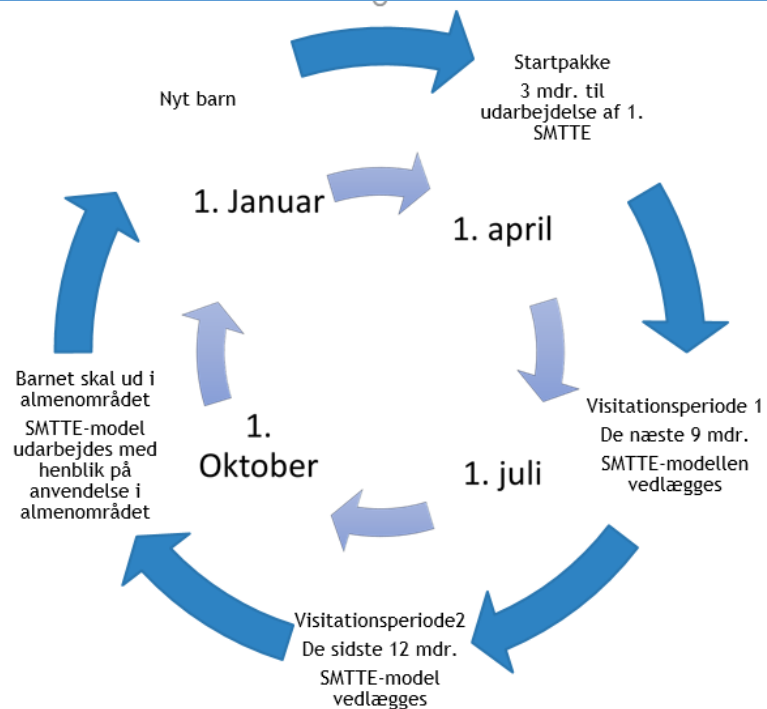 Nyt barn
Startpakke
3 mdr. til
udarbejdelse af 1.
SMTTE
Visitationsperiode 1
De næste 9 mdr.
SMTTE-modellen
vedlægges
Visitationsperiode2
De sidste 12 mdr.
SMTTE-model
vedlægges
Barnet skal ud i
almenområdet
SMTTE-model
udarbejdes med
henblik på
anvendelse i
almenområdet
1. Januar
1. april
1. juli
1.
Oktober